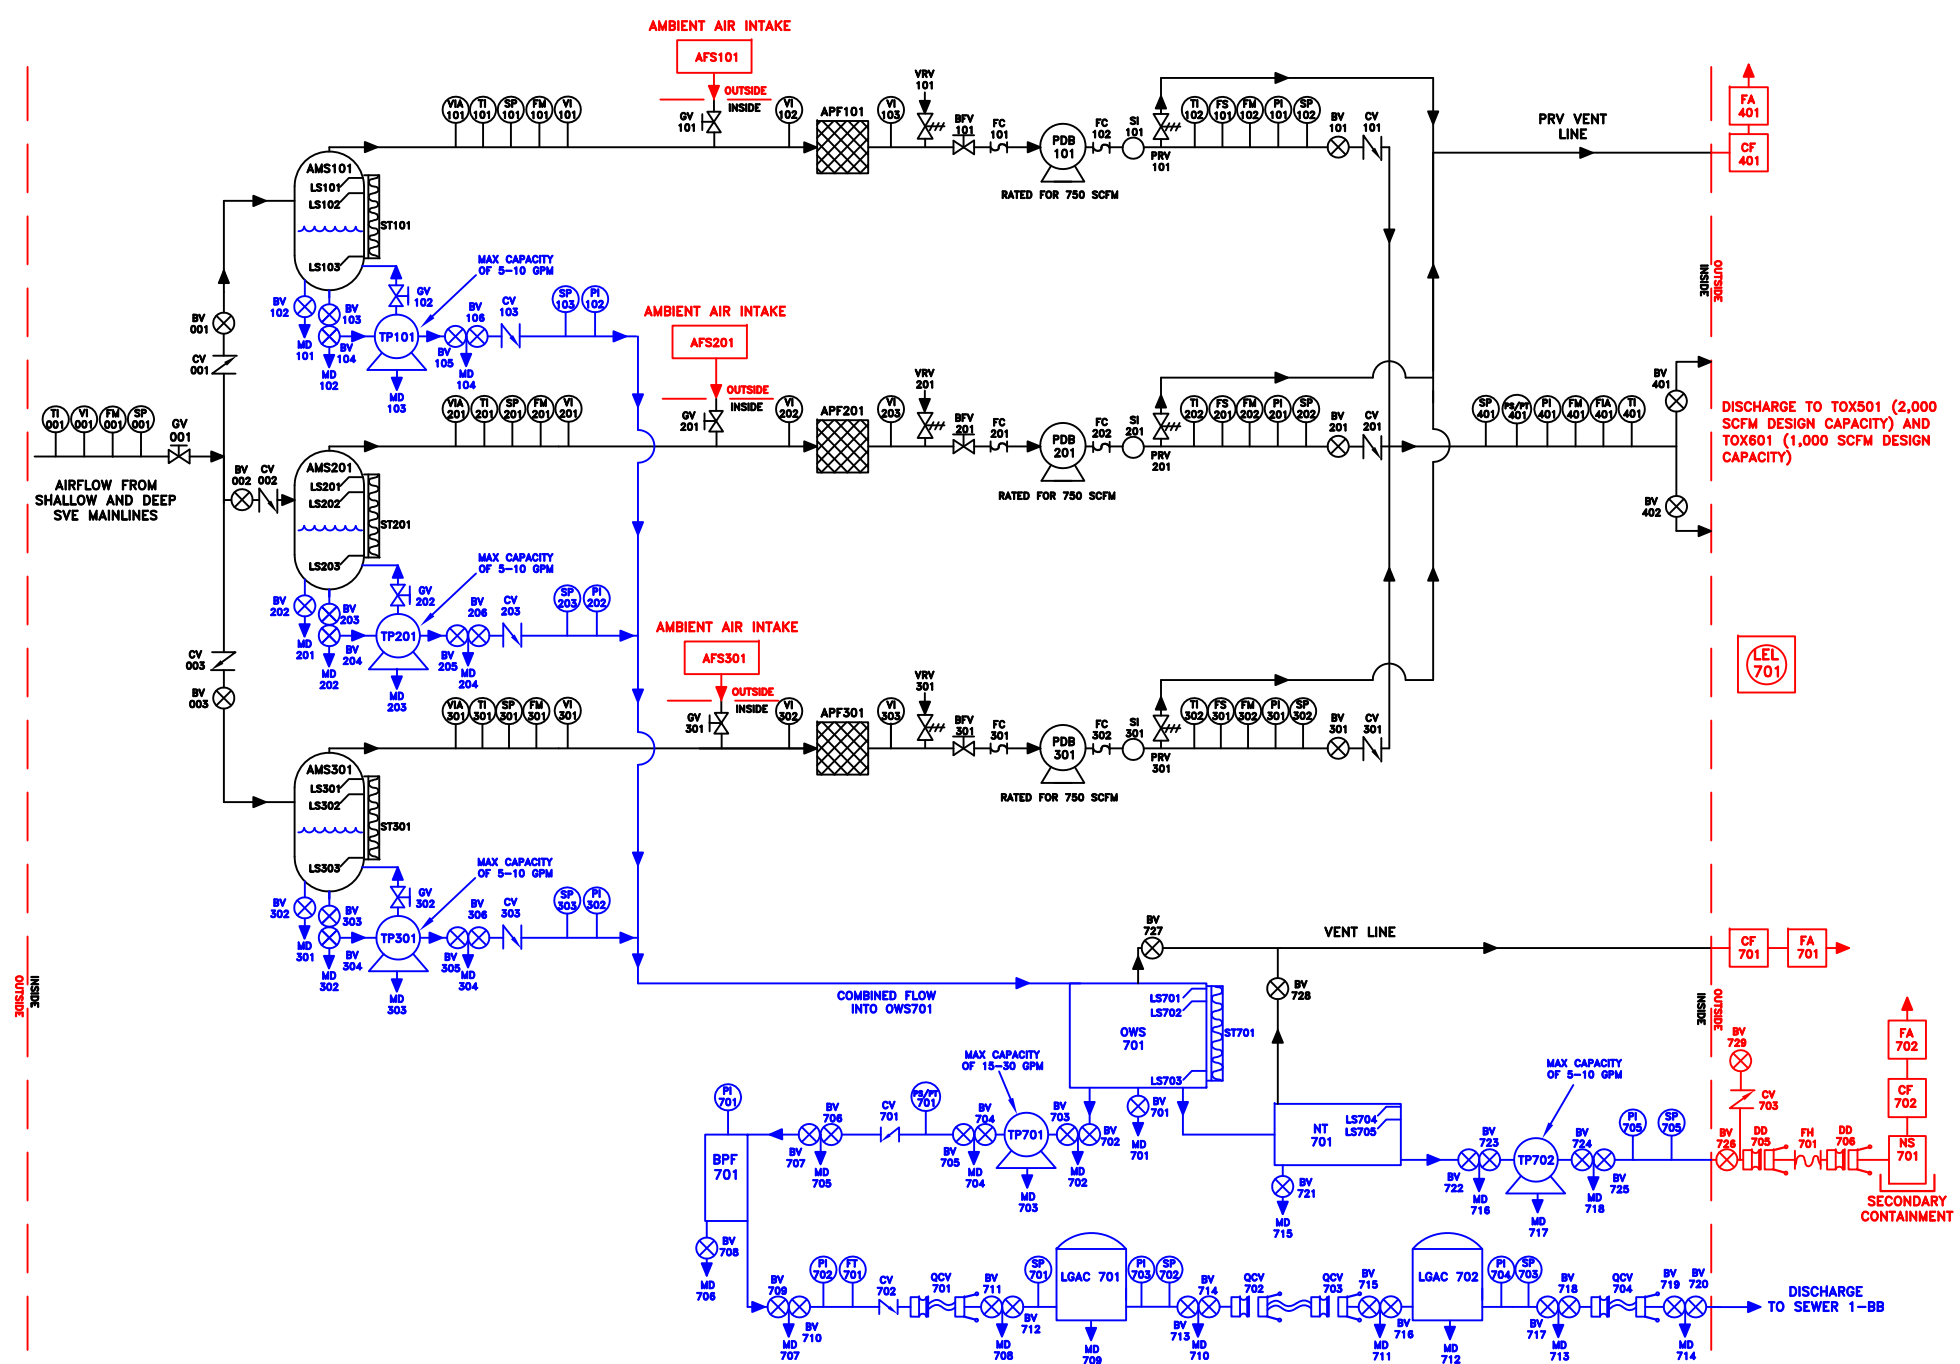 AMBIENT AIR INTAKE
AFS101
OUTSIDE
INSIDE
GV
101
VIA
101
TI
101
SP
101
FM
101
VI
101
VI
102
APF101
VI
103
VRV
101
BFV
101
FC
101
PDB
101
RATED FOR 750 SCFM
FC
102
SI
101
PRV
101
TI
102
FS
101
FM
102
PI
101
SP
102
BV
101
CV
101
PRV VENT
LINE
FA
401
CF
401
AMS101
LS101
LS102
LS103
ST101
BV
102
MD
101
BV
103
BV
104
MD
102
GV
102
TP101
MD
103
MAX CAPACITY
OF 5-10 GPM
BV
105
BV
106
MD
104
CV
103
SP
103
PI
102
BV
001
CV
001
INSIDE
OUTSIDE
TI
001
VI
001
FM
001
SP
001
GV
001
AIRFLOW FROM
SHALLOW AND DEEP
SVE MAINLINES
BV
002
CV
002
CV
003
BV
003
AMBIENT AIR INTAKE
AFS201
OUTSIDE
INSIDE
GV
201
VIA
201
TI
201
SP
201
FM
201
VI
201
VI
202
APF201
VI
203
VRV
201
BFV
201
FC
201
PDB
201
RATED FOR 750 SCFM
FC
202
SI
201
PRV
201
TI
202
FS
201
FM
202
PI
201
SP
202
BV
201
CV
201
SP
401
PS/PT
401
PI
401
FM
401
FIA
401
TI
401
BV
401
BV
402
DISCHARGE TO TOX501 (2,000
SCFM DESIGN CAPACITY) AND
TOX601 (1,000 SCFM DESIGN
CAPACITY)
AMS201
LS201
LS202
LS203
ST201
BV
202
MD
201
BV
203
BV
204
MD
202
GV
202
TP201
MD
203
MAX CAPACITY
OF 5-10 GPM
BV
205
BV
206
MD
204
CV
203
SP
203
PI
202
LEL
701
AMBIENT AIR INTAKE
AFS301
OUTSIDE
INSIDE
GV
301
VIA
301
TI
301
SP
301
FM
301
VI
301
VI
302
APF301
VI
303
VRV
301
BFV
301
FC
301
PDB
301
RATED FOR 750 SCFM
FC
302
SI
301
PRV
301
TI
302
FS
301
FM
302
PI
301
SP
302
BV
301
CV
301
AMS301
LS301
LS302
LS303
ST301
BV
302
MD
301
BV
303
BV
304
MD
302
GV
302
TP301
MD
303
MAX CAPACITY
OF 5-10 GPM
BV
305
BV
306
MD
304
CV
303
SP
303
PI
302
OUTSIDE
INSIDE
COMBINED FLOW
INTO OWS701
BV
727
VENT LINE
BV
728
CF
701
FA
701
INSIDE
OUTSIDE
OWS
701
LS701
LS702
LS703
ST701
BV
701
MD
701
BV
702
BV
703
MD
702
MAX CAPACITY
OF 15-30 GPM
TP701
MD
703
BV
704
BV
705
MD
704
PS/PT
701
CV
701
BV
706
BV
707
MD
705
PI
701
BPF
701
BV
708
MD
706
NT
701
LS704
LS705
BV
721
MD
715
BV
722
BV
723
MD
716
MAX CAPACITY
OF 5-10 GPM
TP702
MD
717
BV
724
BV
725
MD
718
PI
705
SP
705
BV
726
BV
729
CV
703
DD
705
FH
701
DD
706
FA
702
CF
702
NS
701
SECONDARY
CONTAINMENT
BV
709
BV
710
MD
707
PI
702
FT
701
CV
702
QCV
701
BV
711
BV
712
MD
708
SP
701
LGAC 701
MD
709
PI
703
SP
702
BV
713
BV
714
MD
710
QCV
702
QCV
703
BV
715
BV
716
MD
711
LGAC 702
MD
712
PI
704
SP
703
BV
717
BV
718
MD
713
QCV
704
BV
719
BV
720
MD
714
DISCHARGE
TO SEWER 1-BB